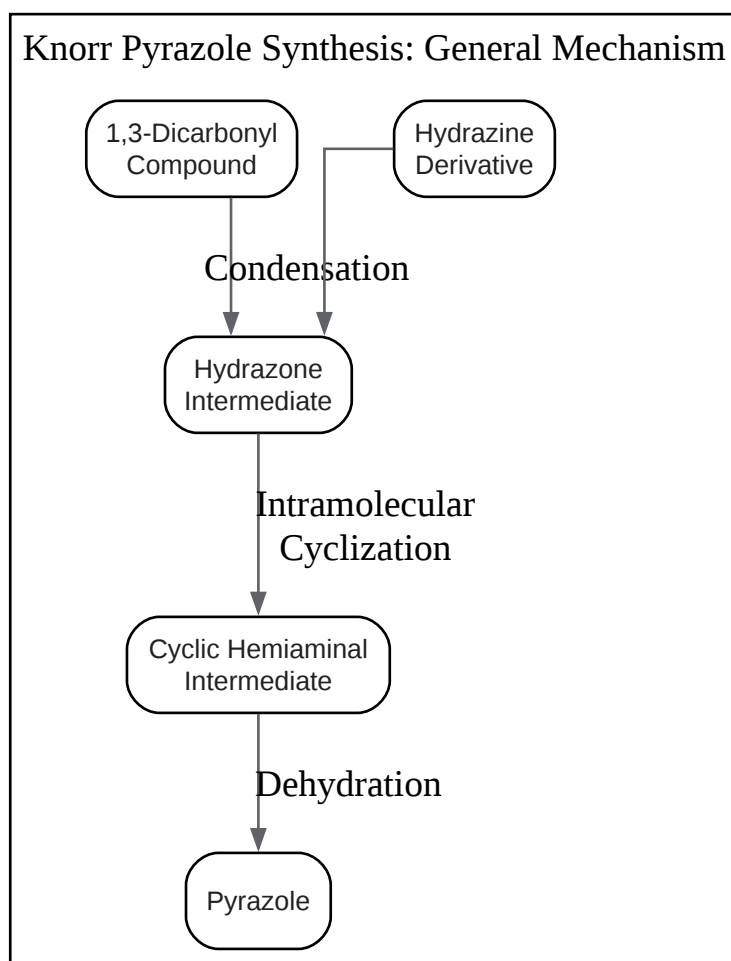 Knorr Pyrazole Synthesis: General Mechanism
1,3-Dicarbonyl
Compound
Hydrazine
Derivative
Condensation
Hydrazone
Intermediate
Intramolecular
Cyclization
Cyclic Hemiaminal
Intermediate
Dehydration
Pyrazole